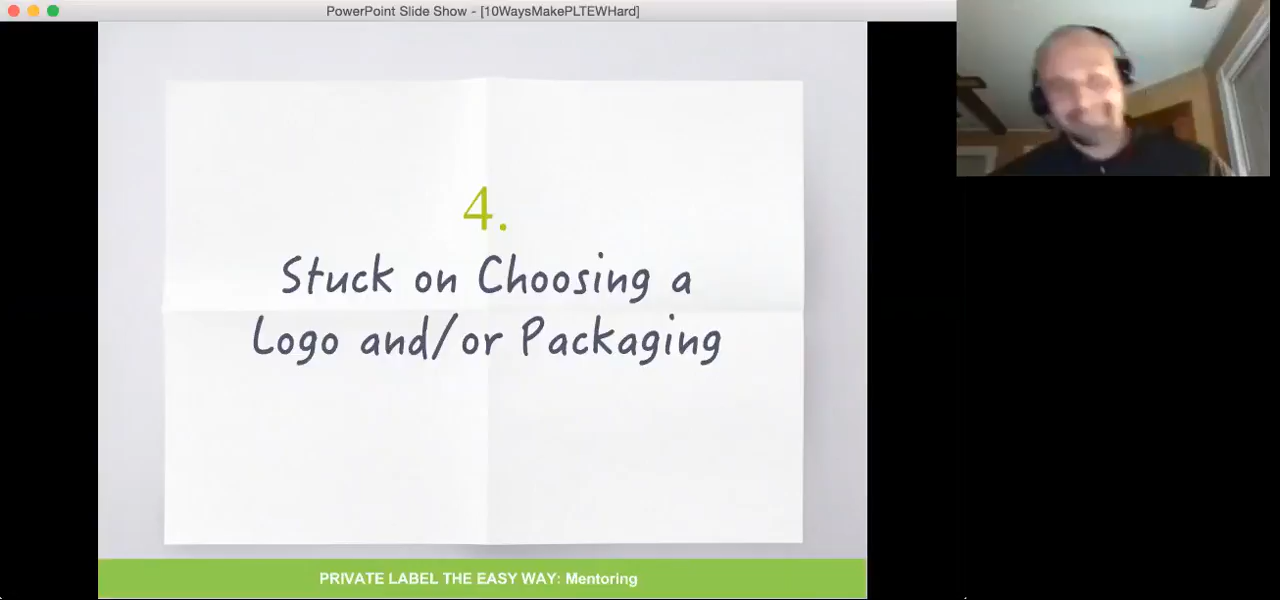 PowerPoint Slide Show - [10WaysMakePLTEWHard]
4.
Stuck on Choosing a
Logo and/or Packaging
PRIVATE LABEL THE EASY WAY: Mentoring